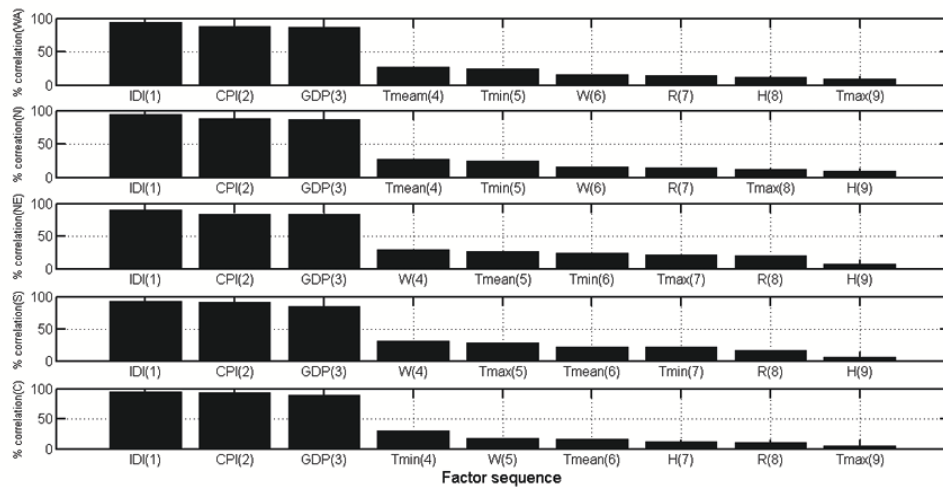 % correlation(WA)
100
50
0
IDI(1) CPI(2) GDP(3) Tmeam(4) Tmin(5) W(6) R(7) H(8) Tmax(9)
% correation(N)
100
50
0
IDI(1) CPI(2) GDP(3) Tmean(4) Tmin(5) W(6) R(7) Tmax(8) H(9)
% correlation(NE)
100
50
0
IDI(1) CPI(2) GDP(3) W(4) Tmean(5) Tmin(6) Tmax(7) R(8) H(9)
% correlation(S)
100
50
0
IDI(1) CPI(2) GDP(3) W(4) Tmax(5) Tmean(6) Tmin(7) R(8) H(9)
% correlation(C)
100
50
0
IDI(1) CPI(2) GDP(3) Tmin(4) W(5) Tmean(6) H(7) R(8) Tmax(9)
Factor sequence